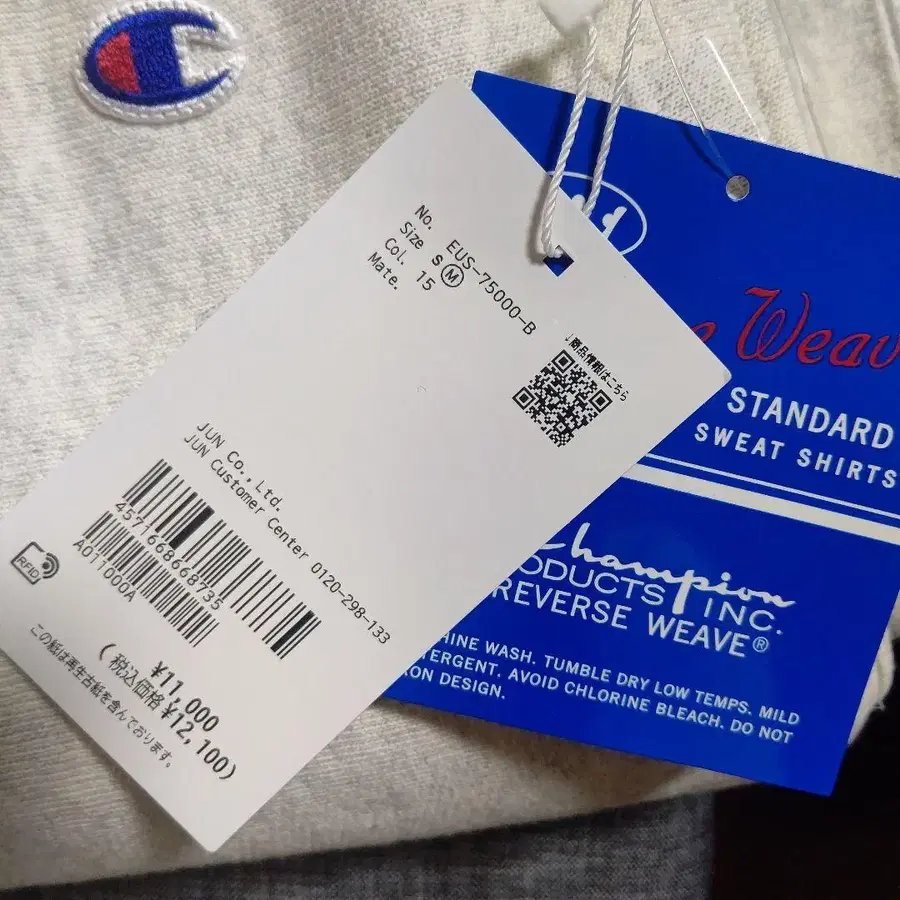 No. EUS-75000-B
Size S Ⓜ
Col. 15
Mate.
商品情報はこちら
JUN Co.,Ltd.
JUN Customer Center 0120-298-133
4571668668735
A011000A
RFID
¥11,000
(税込価格 ¥12,100)
この紙は再生古紙を含んでおります。
Weav
STANDARD
SWEAT SHIRTS
Champion
PRODUCTS INC.
REVERSE WEAVE®
HINE WASH. TUMBLE DRY LOW TEMPS. MILD
TERGENT. AVOID CHLORINE BLEACH. DO NOT
RON DESIGN.